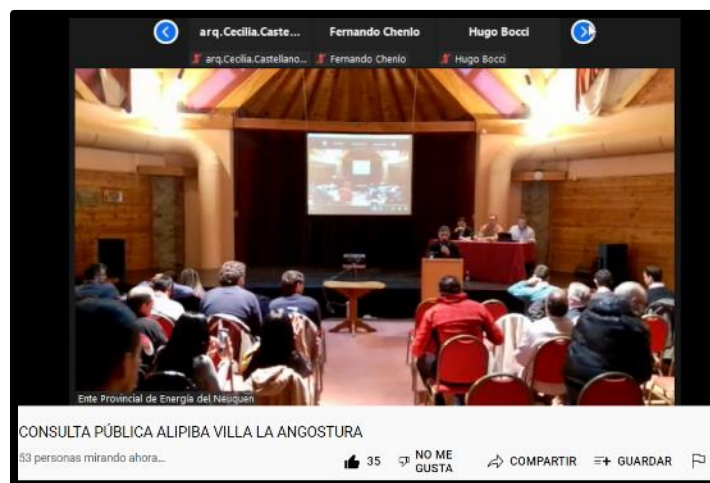 arq.Cecilia.Caste...
Fernando Chenlo
Hugo Bocci
arq.Cecilia.Castellano...
Fernando Chenlo
Hugo Bocci
Ente Provincial de Energía del Neuquen
CONSULTA PÚBLICA ALIPIBA VILLA LA ANGOSTURA
53 personas mirando ahora...
35
NO ME GUSTA
COMPARTIR
GUARDAR